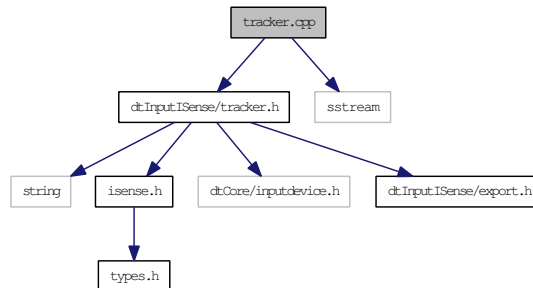 tracker.cpp
dtInputISense/tracker.h
sstream
string
isense.h
dtCore/inputdevice.h
dtInputISense/export.h
types.h